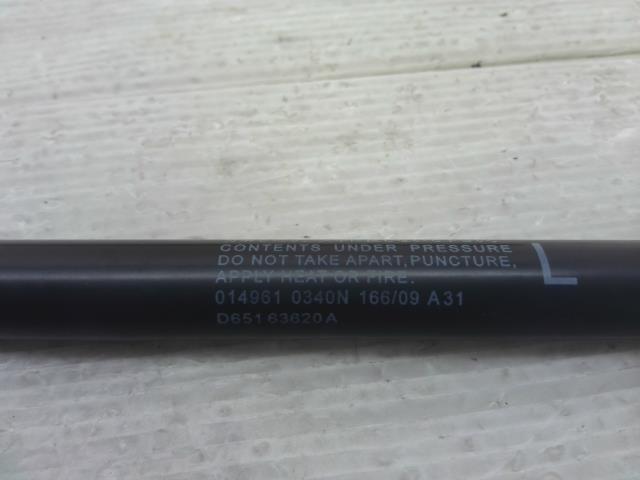 CONTENTS UNDER PRESSURE
DO NOT TAKE APART,PUNCTURE,
APPLY HEAT OR FIRE.
014961 0340N 166/09 A31
D65163620A
L